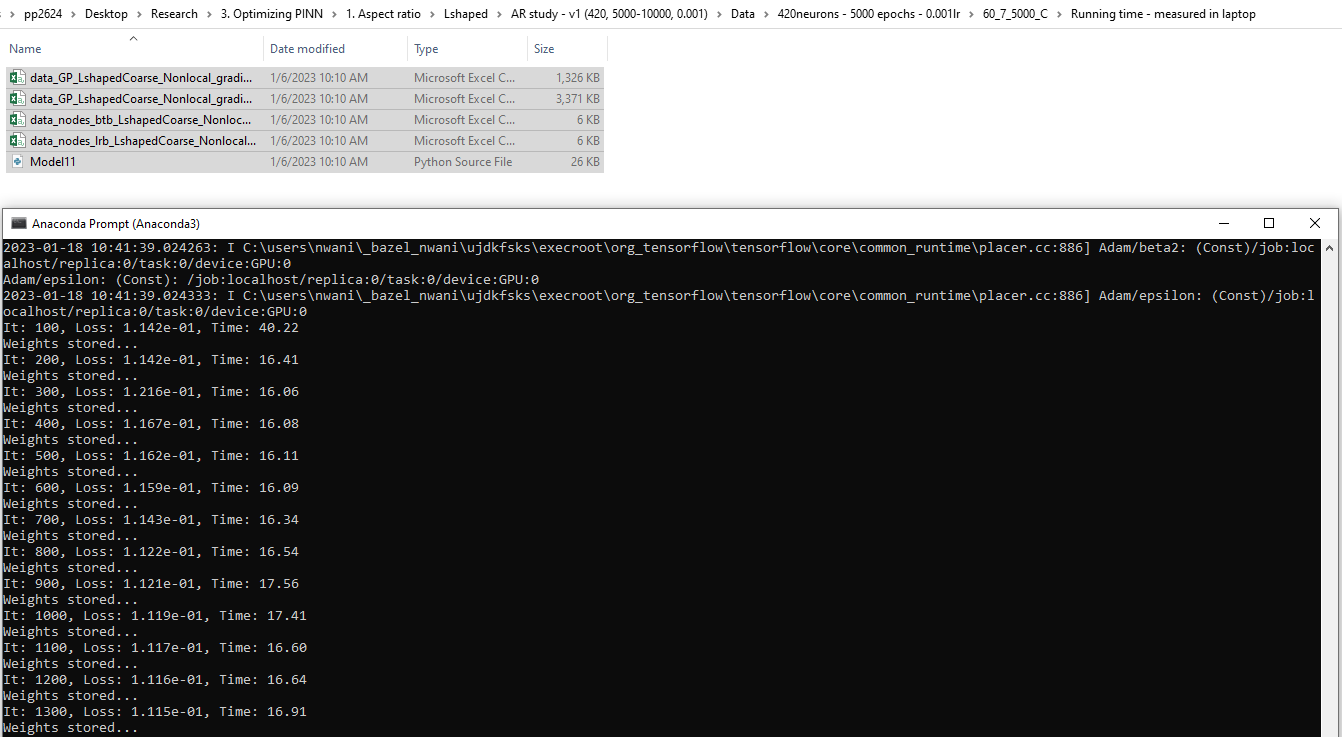 pp2624 > Desktop > Research > 3. Optimizing PINN > 1. Aspect ratio > Lshaped > AR study - v1 (420, 5000-10000, 0.001) > Data > 420neurons - 5000 epochs - 0.001lr > 60_7_5000_C > Running time - measured in laptop
Name Date modified Type Size
data_GP_LshapedCoarse_Nonlocal_gradi... 1/6/2023 10:10 AM Microsoft Excel C... 1,326 KB
data_GP_LshapedCoarse_Nonlocal_gradi... 1/6/2023 10:10 AM Microsoft Excel C... 3,371 KB
data_nodes_btb_LshapedCoarse_Nonloc... 1/6/2023 10:10 AM Microsoft Excel C... 6 KB
data_nodes_lrb_LshapedCoarse_Nonlocal... 1/6/2023 10:10 AM Microsoft Excel C... 6 KB
Model11 1/6/2023 10:10 AM Python Source File 26 KB
Anaconda Prompt (Anaconda3)
2023-01-18 10:41:39.024263: I C:\users\nwani\_bazel_nwani\ujdkfsks\execroot\org_tensorflow\tensorflow\core\common_runtime\placer.cc:886] Adam/beta2: (Const)/job:loc
alhost/replica:0/task:0/device:GPU:0
Adam/epsilon: (Const): /job:localhost/replica:0/task:0/device:GPU:0
2023-01-18 10:41:39.024333: I C:\users\nwani\_bazel_nwani\ujdkfsks\execroot\org_tensorflow\tensorflow\core\common_runtime\placer.cc:886] Adam/epsilon: (Const)/job:l
ocalhost/replica:0/task:0/device:GPU:0
It: 100, Loss: 1.142e-01, Time: 40.22
Weights stored...
It: 200, Loss: 1.142e-01, Time: 16.41
Weights stored...
It: 300, Loss: 1.216e-01, Time: 16.06
Weights stored...
It: 400, Loss: 1.167e-01, Time: 16.08
Weights stored...
It: 500, Loss: 1.162e-01, Time: 16.11
Weights stored...
It: 600, Loss: 1.159e-01, Time: 16.09
Weights stored...
It: 700, Loss: 1.143e-01, Time: 16.34
Weights stored...
It: 800, Loss: 1.122e-01, Time: 16.54
Weights stored...
It: 900, Loss: 1.121e-01, Time: 17.56
Weights stored...
It: 1000, Loss: 1.119e-01, Time: 17.41
Weights stored...
It: 1100, Loss: 1.117e-01, Time: 16.60
Weights stored...
It: 1200, Loss: 1.116e-01, Time: 16.64
Weights stored...
It: 1300, Loss: 1.115e-01, Time: 16.91
Weights stored...